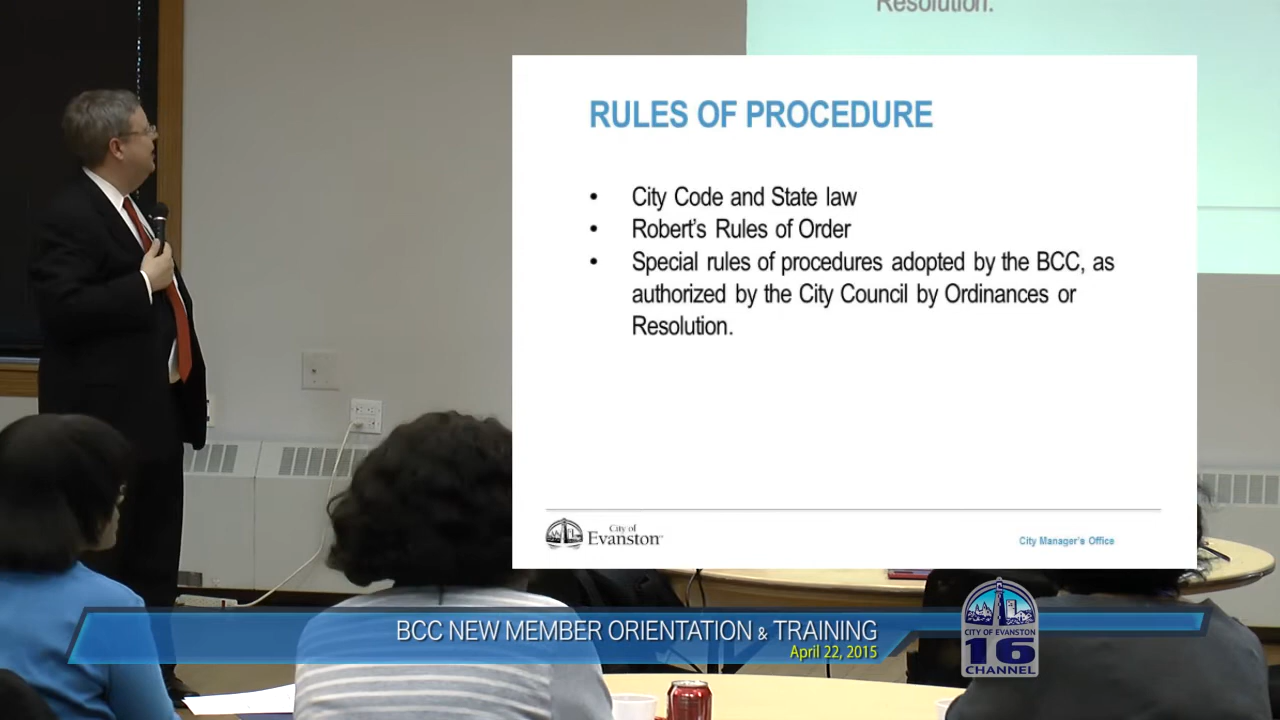 Resolution.
RULES OF PROCEDURE
• City Code and State law
• Robert's Rules of Order
• Special rules of procedures adopted by the BCC, as
authorized by the City Council by Ordinances or
Resolution.
City of
Evanston
City Manager's Office
BCC NEW MEMBER ORIENTATION & TRAINING
April 22, 2015
CITY OF EVANSTON
16
CHANNEL